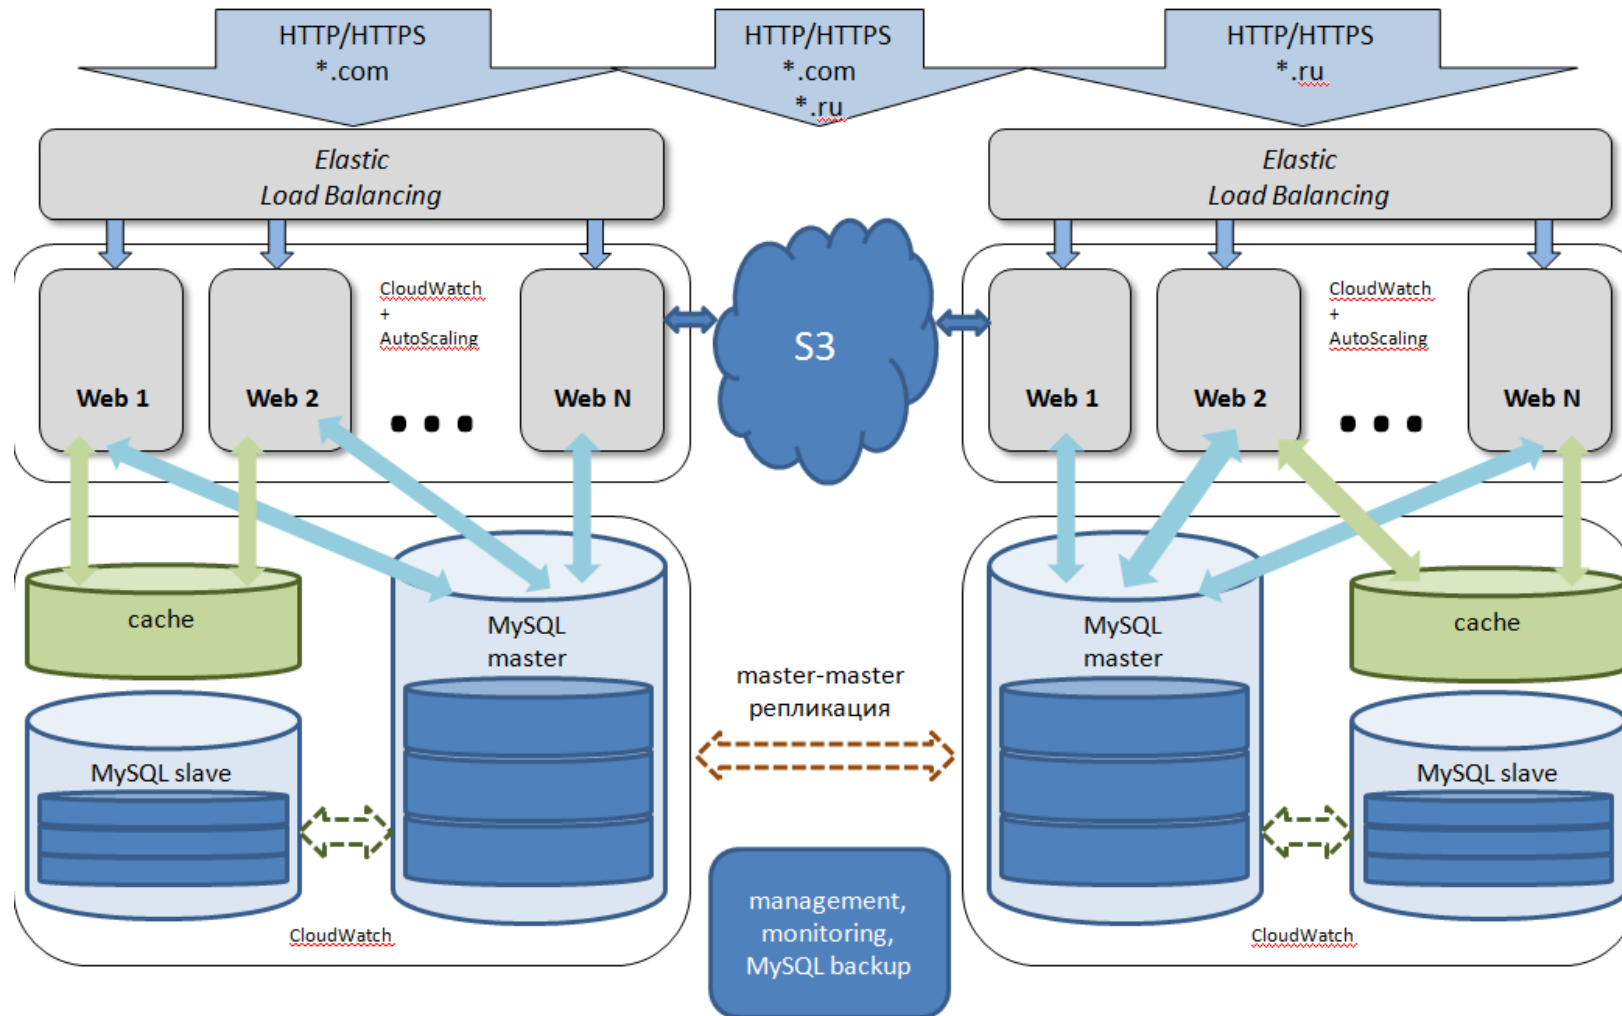 HTTP/HTTPS
*.com
HTTP/HTTPS
*.com
*.ru
HTTP/HTTPS
*.ru
Elastic
Load Balancing
Elastic
Load Balancing
CloudWatch
+
AutoScaling
Web 1
Web 2
...
Web N
S3
CloudWatch
+
AutoScaling
Web 1
Web 2
...
Web N
cache
MySQL
master
MySQL slave
CloudWatch
master-master
репликация
management,
monitoring,
MySQL backup
MySQL
master
cache
MySQL slave
CloudWatch